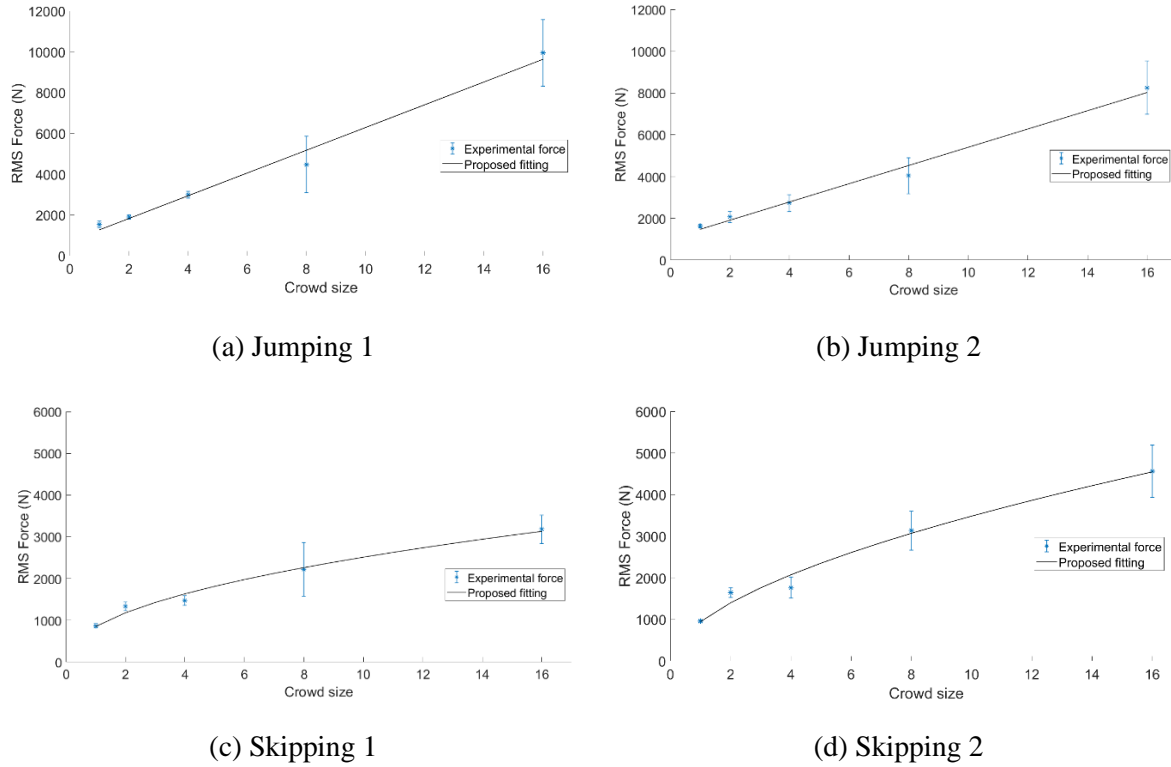 12000
10000
8000
6000
4000
2000
0
RMS Force (N)
0 2 4 6 8 10 12 14 16
Crowd size
Experimental force
Proposed fitting
(a) Jumping 1
12000
10000
8000
6000
4000
2000
0
RMS Force (N)
0 2 4 6 8 10 12 14 16
Crowd size
Experimental force
Proposed fitting
(b) Jumping 2
6000
5000
4000
3000
2000
1000
0
RMS Force (N)
0 2 4 6 8 10 12 14 16
Crowd size
Experimental force
Proposed fitting
(c) Skipping 1
6000
5000
4000
3000
2000
1000
0
RMS Force (N)
0 2 4 6 8 10 12 14 16
Crowd size
Experimental force
Proposed fitting
(d) Skipping 2